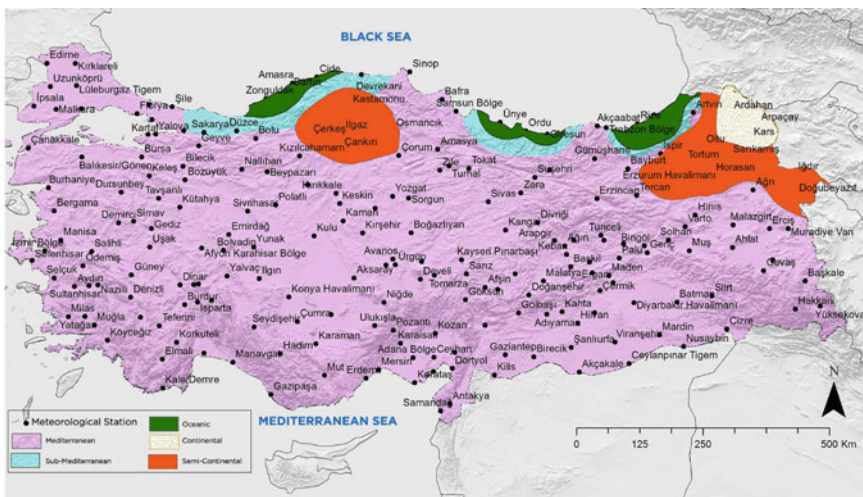 BLACK SEA
Edirne
Kırklareli
Uzunköprü
Lüleburgaz Tigem
İpsala
Malkara
Florya
Şile
Kartal
Yalova
Sakarya
Geyve
Düzce
Zonguldak
Amasra
Bartın
Cide
Sinop
Devrekani
Kastamonu
Bafra
Samsun Bölge
Ünye
Ordu
Giresun
Akçaabat
Trabzon Bölge
Rize
Artvin
Ardahan
Arpaçay
Kars
Sarıkamış
Oltu
Tortum
Horasan
Iğdır
Doğubeyazıt
Ağrı
İspir
Bayburt
Gümüşhane
Erzurum Havalimanı
Tercan
Erzincan
Suşehri
Zara
Sivas
Tokat
Turhal
Zile
Amasya
Osmancık
Çorum
Ilgaz
Çerkeş
Çankırı
Kızılcahamam
Bolu
Nallıhan
Beypazarı
Bilecik
Bozüyük
Bursa
Keleş
Çanakkale
Balıkesir/Gönen
Burhaniye
Dursunbey
Tavşanlı
Kütahya
Sivrihisar
Polatlı
Kırıkkale
Keskin
Yozgat
Sorgun
Bergama
Demirci
Simav
Gediz
Emirdağ
Yunak
Kulu
Kaman
Kırşehir
Boğazlıyan
Kangal
Divriği
Arapgir
Tunceli
Hınıs
Varto
Malazgirt
Erciş
Muradiye Van
Manisa
Salihli
Uşak
Bolvadin
Afyon Karahisar Bölge
İzmir Bölge
Seferihisar
Ödemiş
Güney
Yalvaç
Ilgın
Avanos
Ürgüp
Aksaray
Kayseri Pınarbaşı
Sarız
Develi
Tomarza
Afşin
Göksun
Keban
Ağın
Baskil
Malatya
Ergani
Doğanşehir
Maden
Çermik
Palu
Bingöl
Genç
Solhan
Muş
Ahlat
Gevaş
Başkale
Selçuk
Aydın
Sultanhisar
Nazilli
Denizli
Dinar
Burdur
Isparta
Konya Havalimanı
Niğde
Ulukışla
Çumra
Gölbaşı
Kahta
Adıyaman
Hilvan
Diyarbakır Havalimanı
Batman
Siirt
Hakkari
Yüksekova
Milas
Muğla
Yatağan
Köyceğiz
Tefenni
Korkuteli
Elmalı
Seydişehir
Karaman
Hadim
Manavgat
Pozantı
Karaisalı
Kozan
Adana Bölge
Ceyhan
Mersin
Erdemli
Mut
Gazipaşa
Kale/Demre
Karataş
Dörtyol
Gaziantep
Birecik
Kilis
Şanlıurfa
Viranşehir
Akçakale
Ceylanpınar Tigem
Mardin
Nusaybin
Cizre
Antakya
Samandağ
MEDITERRANEAN SEA
Meteorological Station
Mediterranean
Sub-Mediterranean
Oceanic
Continental
Semi-Continental
N
0 125 250 500 Km